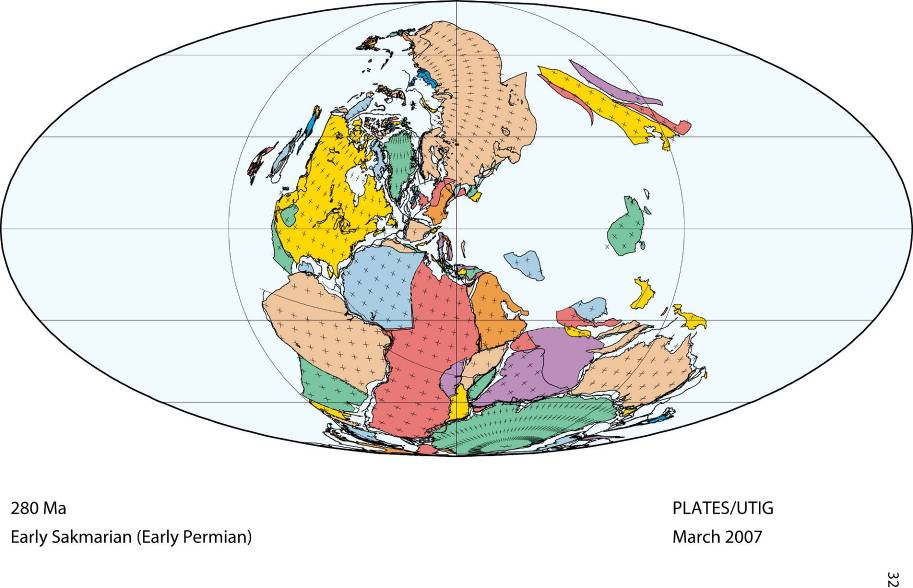 280 Ma
Early Sakmarian (Early Permian)
PLATES/UTIG
March 2007
32